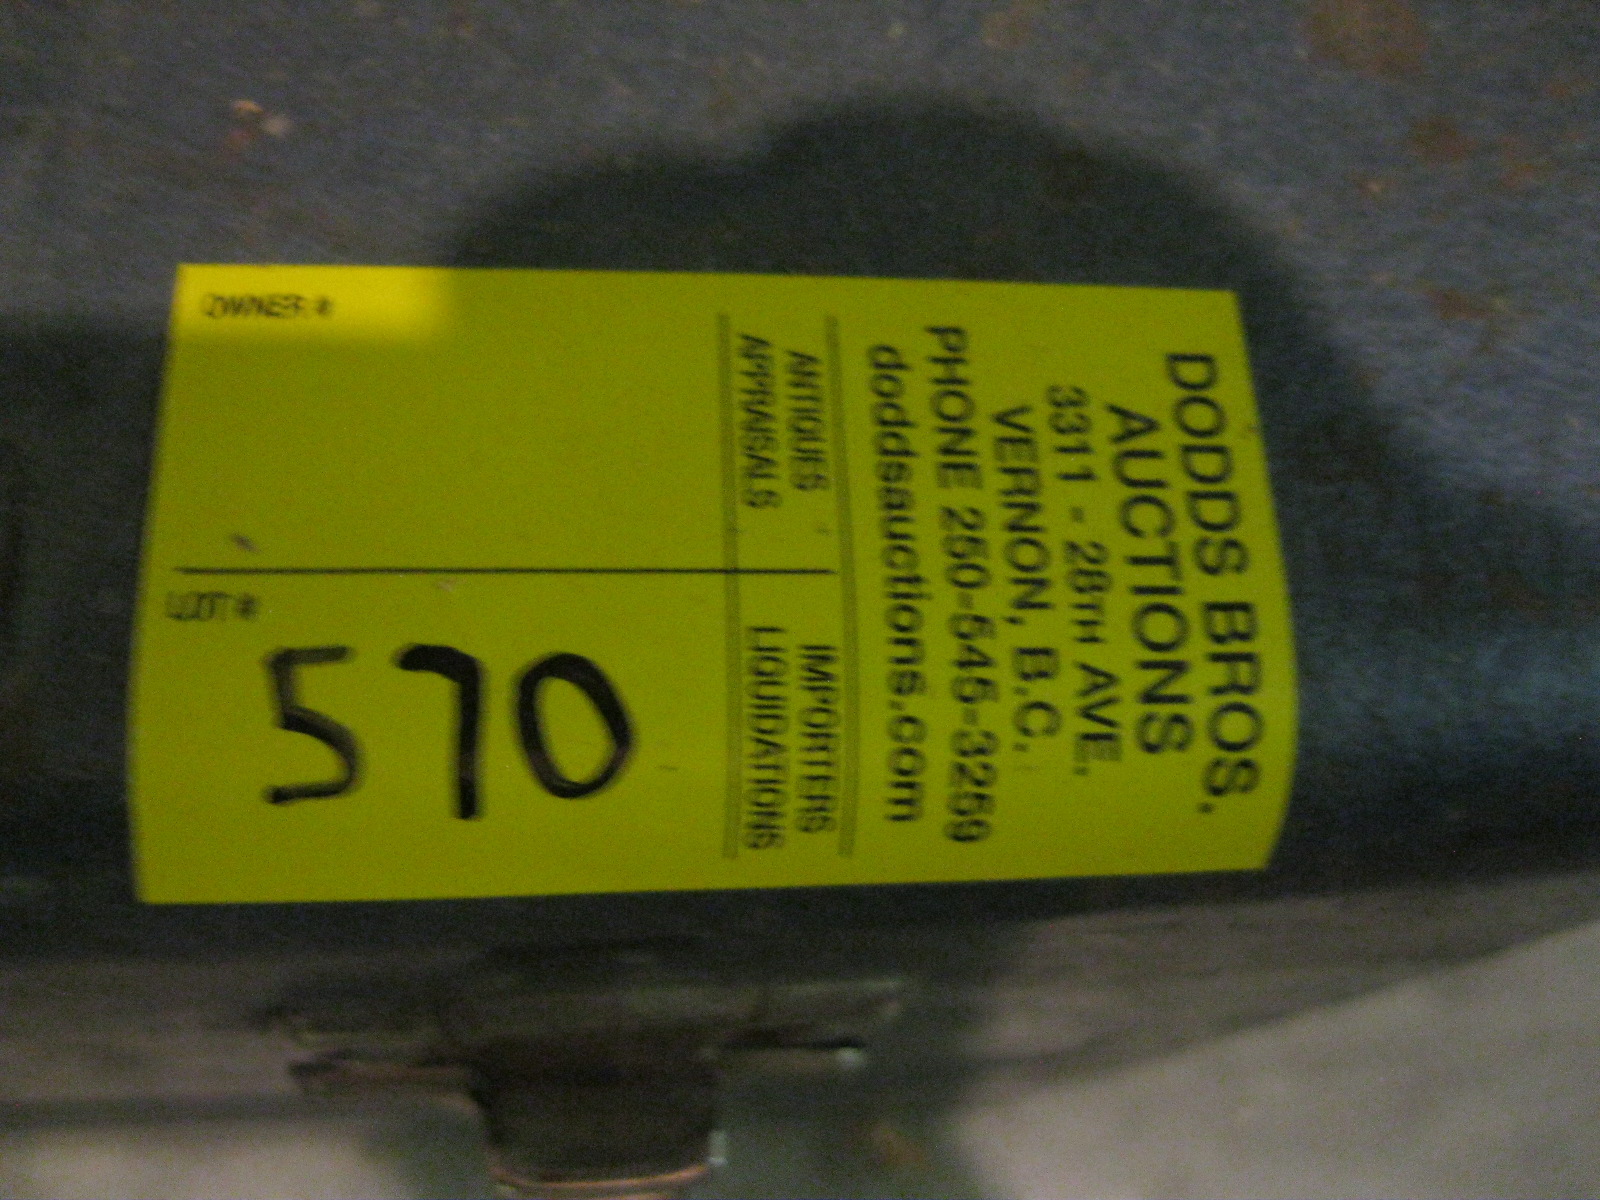 DODDS BROS.
AUCTIONS
3311 - 28TH AVE,
VERNON, B.C.
PHONE 250-545-3259
doddsauctions.com
ANTIQUES IMPORTERS
APPRAISALS LIQUIDATIONS
OWNER #
LOT #
570